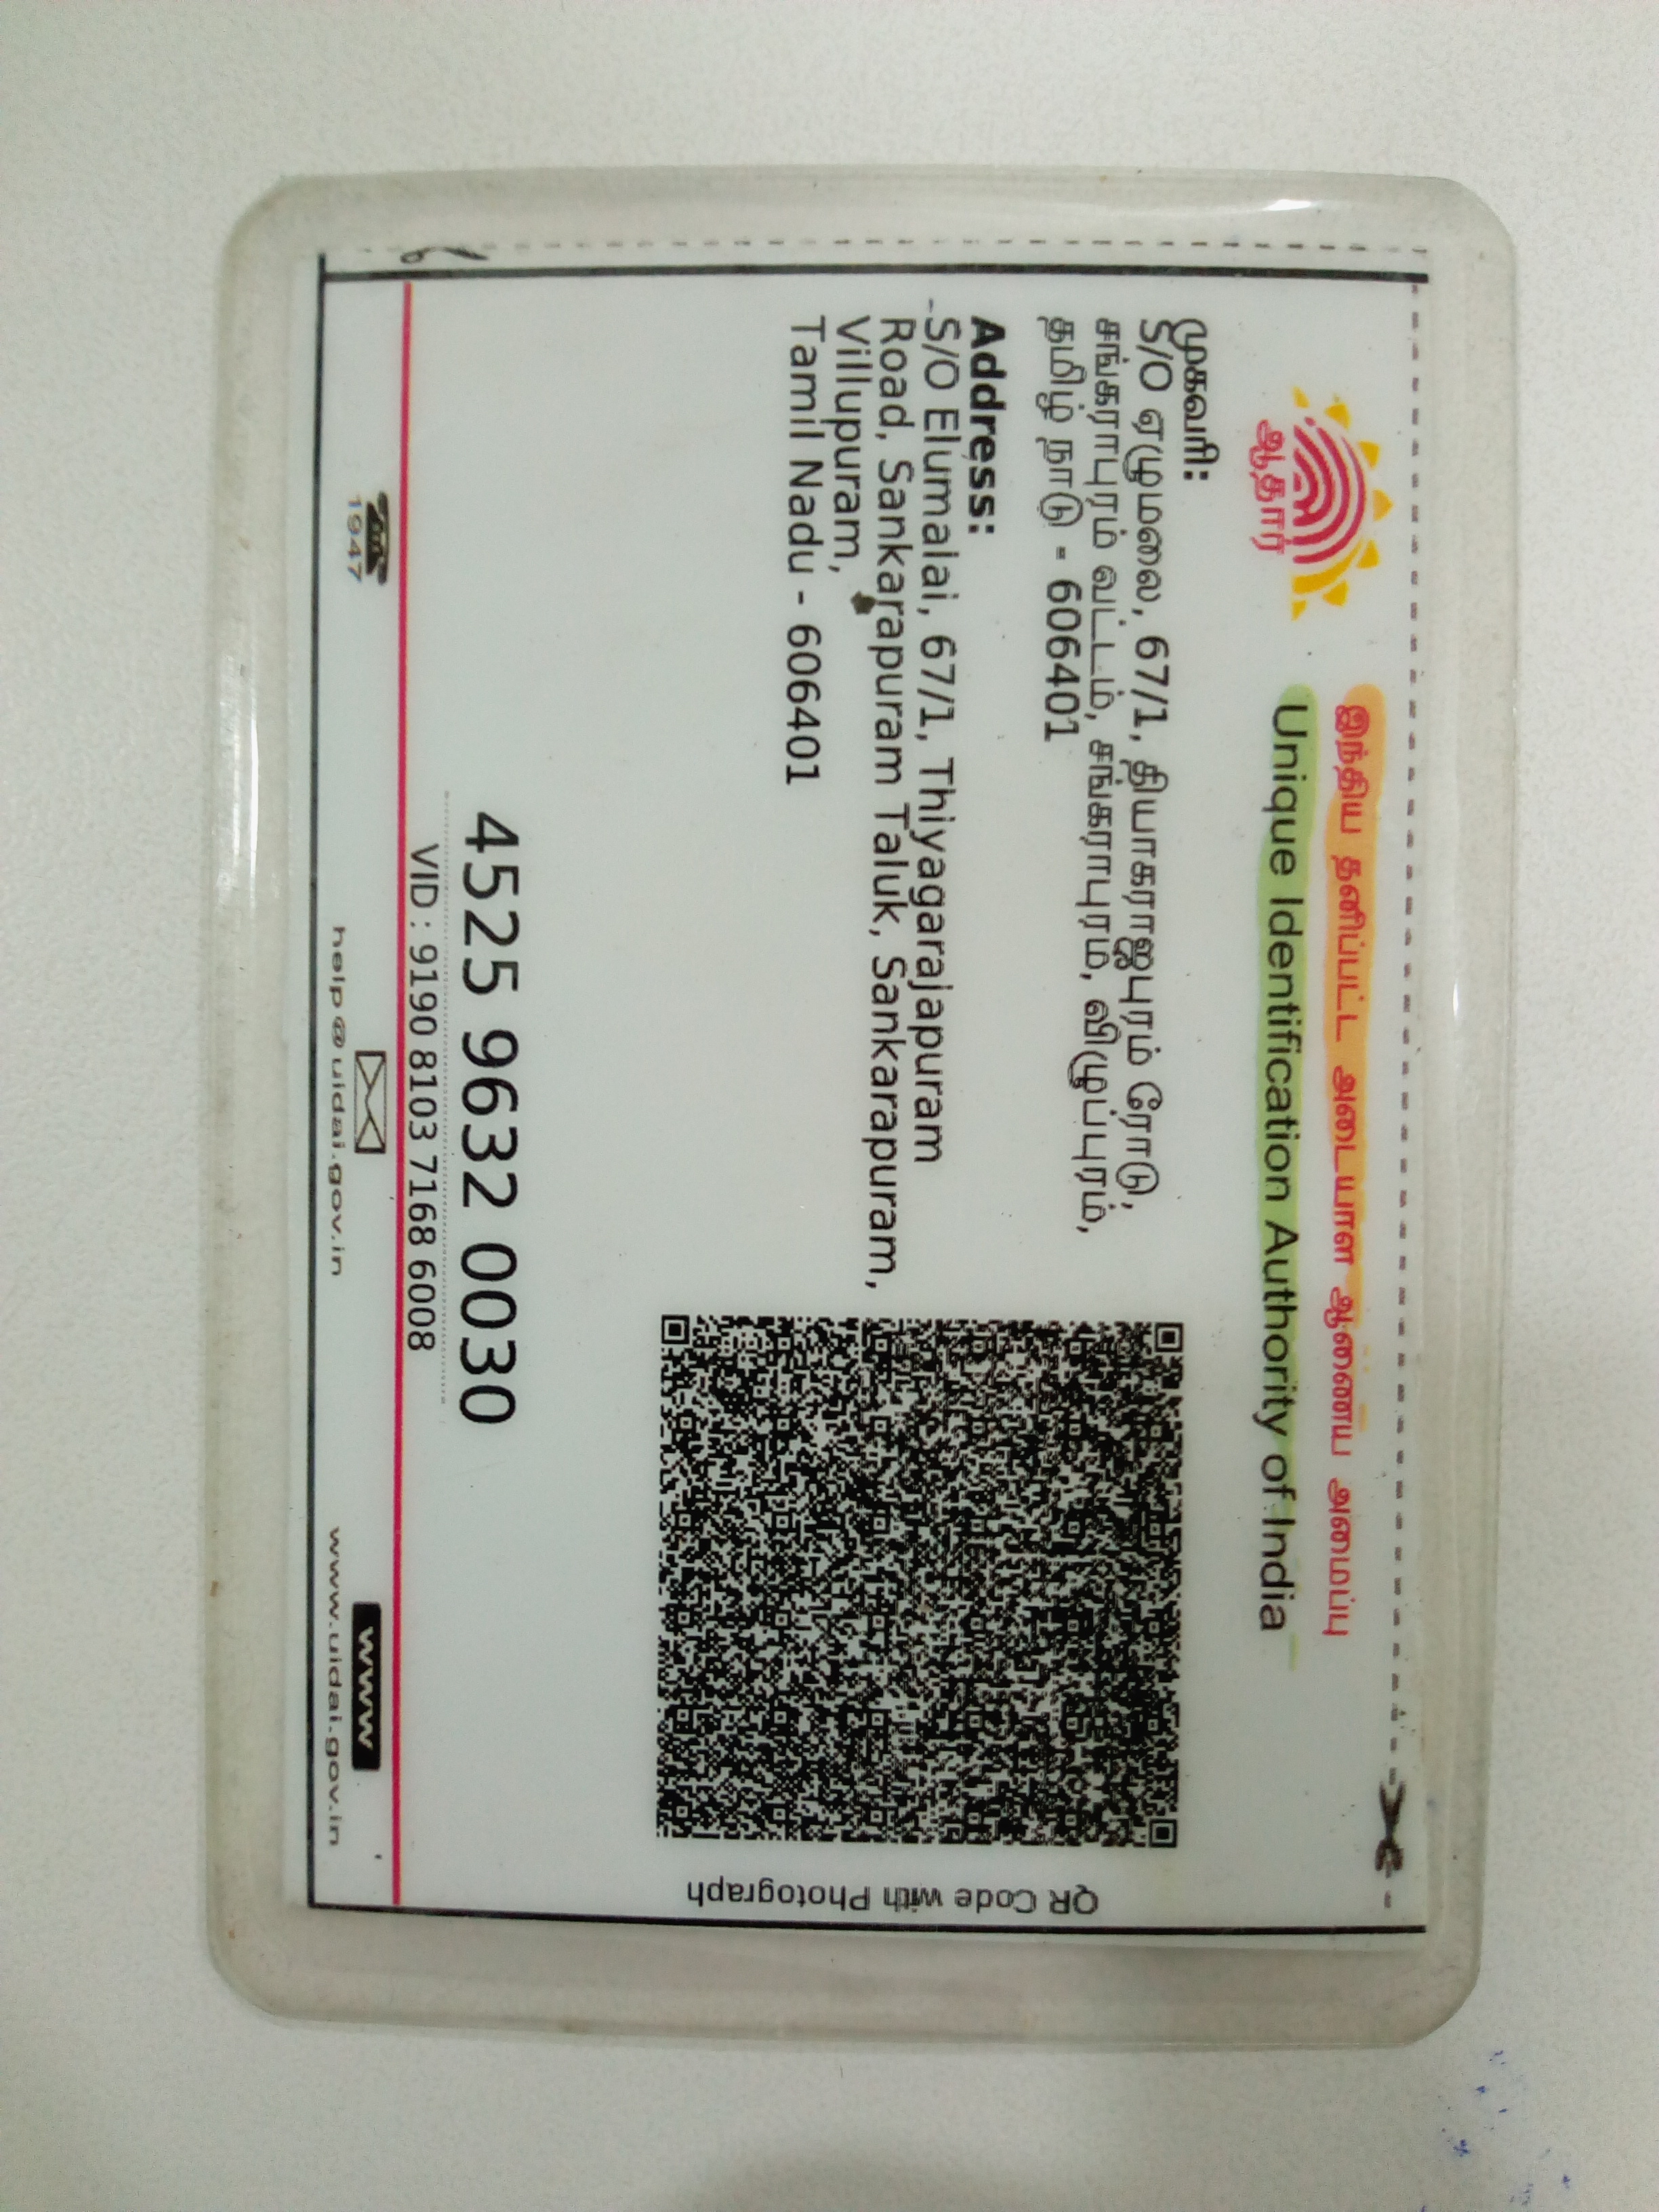 இந்திய தனிப்பட்ட அடையாள ஆணைய அமைப்பு
Unique Identification Authority of India
ஆதார்
முகவரி:
S/O ஏழுமலை, 67/1, தியாகராஜபுரம் ரோடு,
சங்கராபுரம் வட்டம், சங்கராபுரம், விழுப்புரம்,
தமிழ் நாடு - 606401
Address:
S/O Elumalai, 67/1, Thiyagarajapuram
Road, Sankarapuram Taluk, Sankarapuram,
Villupuram,
Tamil Nadu - 606401
QR Code with Photograph
4525 9632 0030
VID : 9190 8103 7168 6008
1947
help@uidai.gov.in
www
www.uidai.gov.in